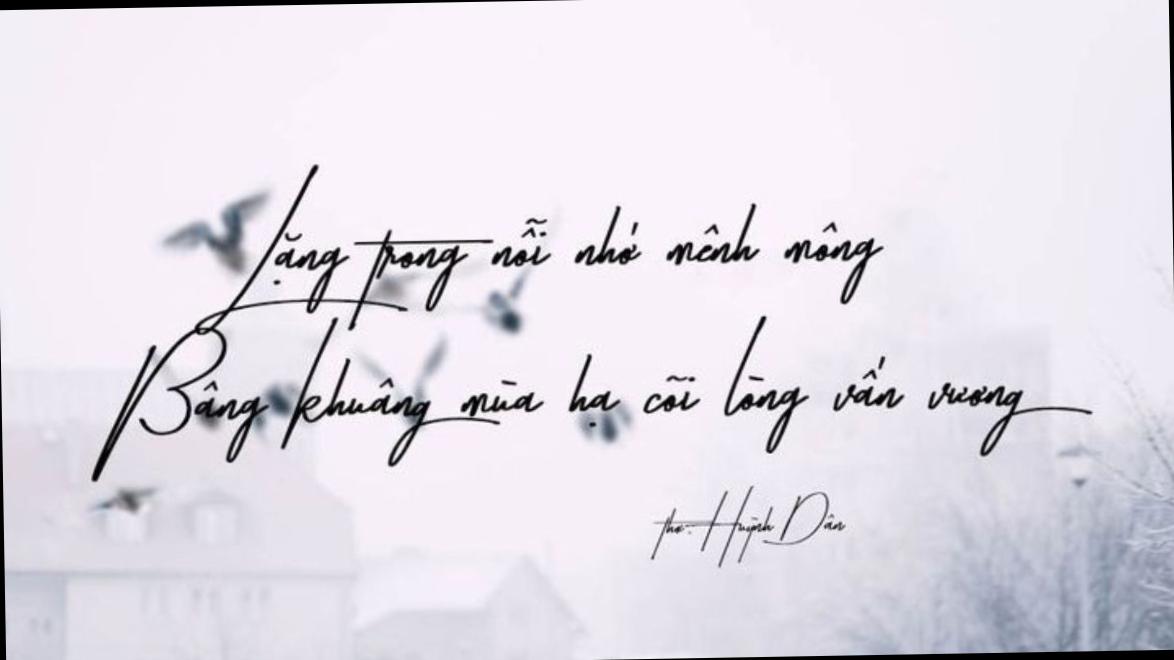 Lặng trong nỗi nhớ mênh mông
Bâng khuâng mùa hạ cõi lòng vấn vương
thơ: Huỳnh Dân